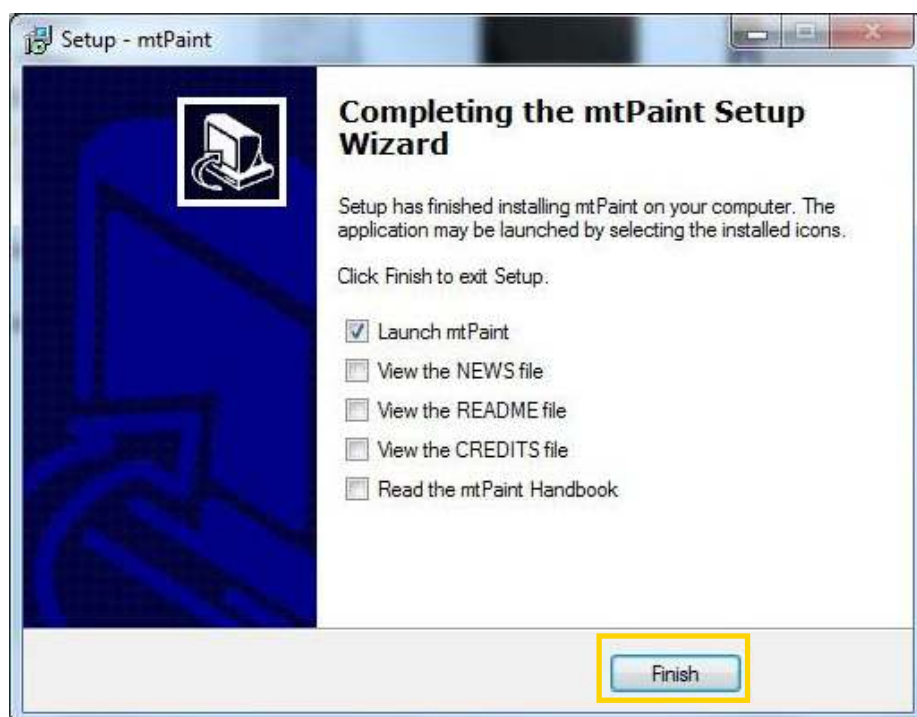 Setup - mtPaint
Completing the mtPaint Setup
Wizard
Setup has finished installing mtPaint on your computer. The
application may be launched by selecting the installed icons.
Click Finish to exit Setup.
Launch mtPaint
View the NEWS file
View the README file
View the CREDITS file
Read the mtPaint Handbook
Finish